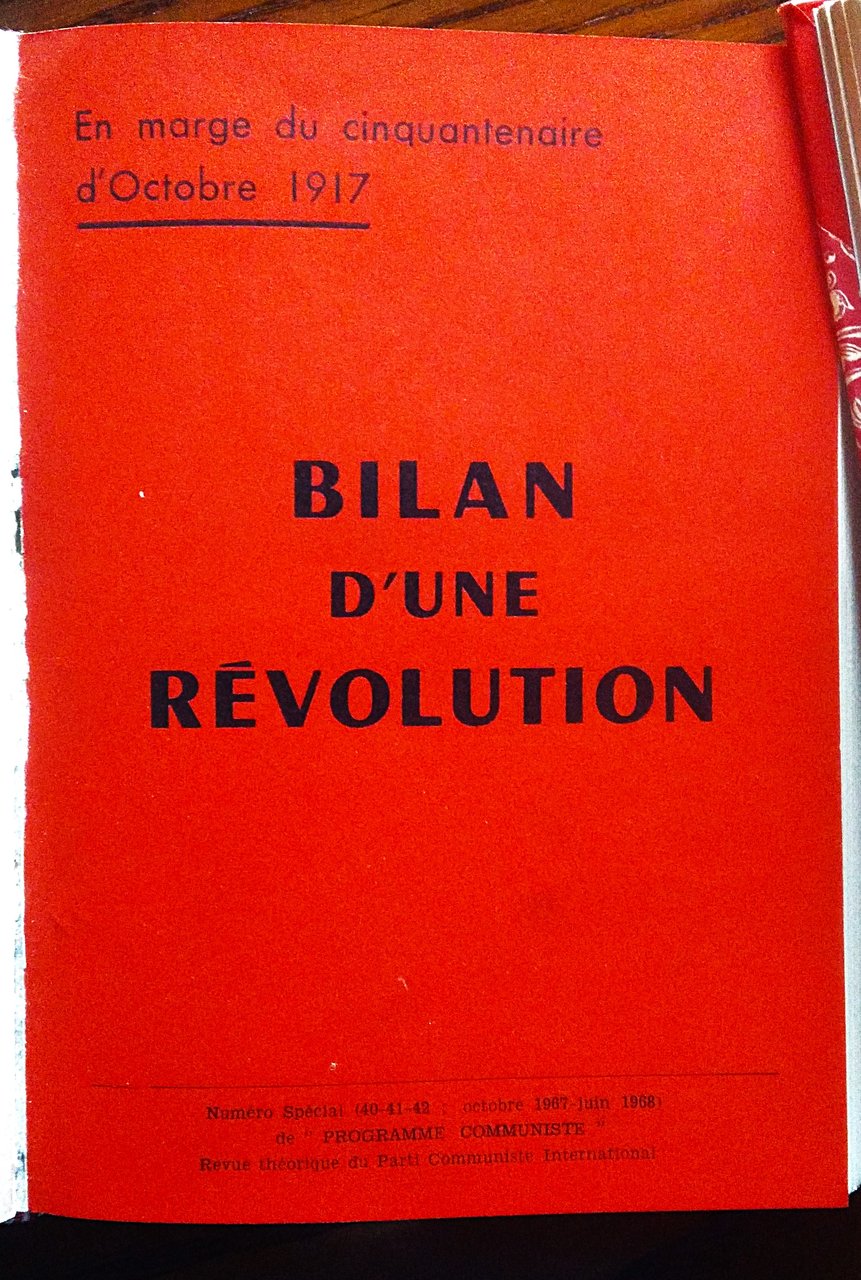 En marge du cinquantenaire
d'Octobre 1917
BILAN
D'UNE
RÉVOLUTION
Numéro Spécial (40-41-42 : octobre 1967-juin 1968)
de " PROGRAMME COMMUNISTE "
Revue théorique du Parti Communiste International